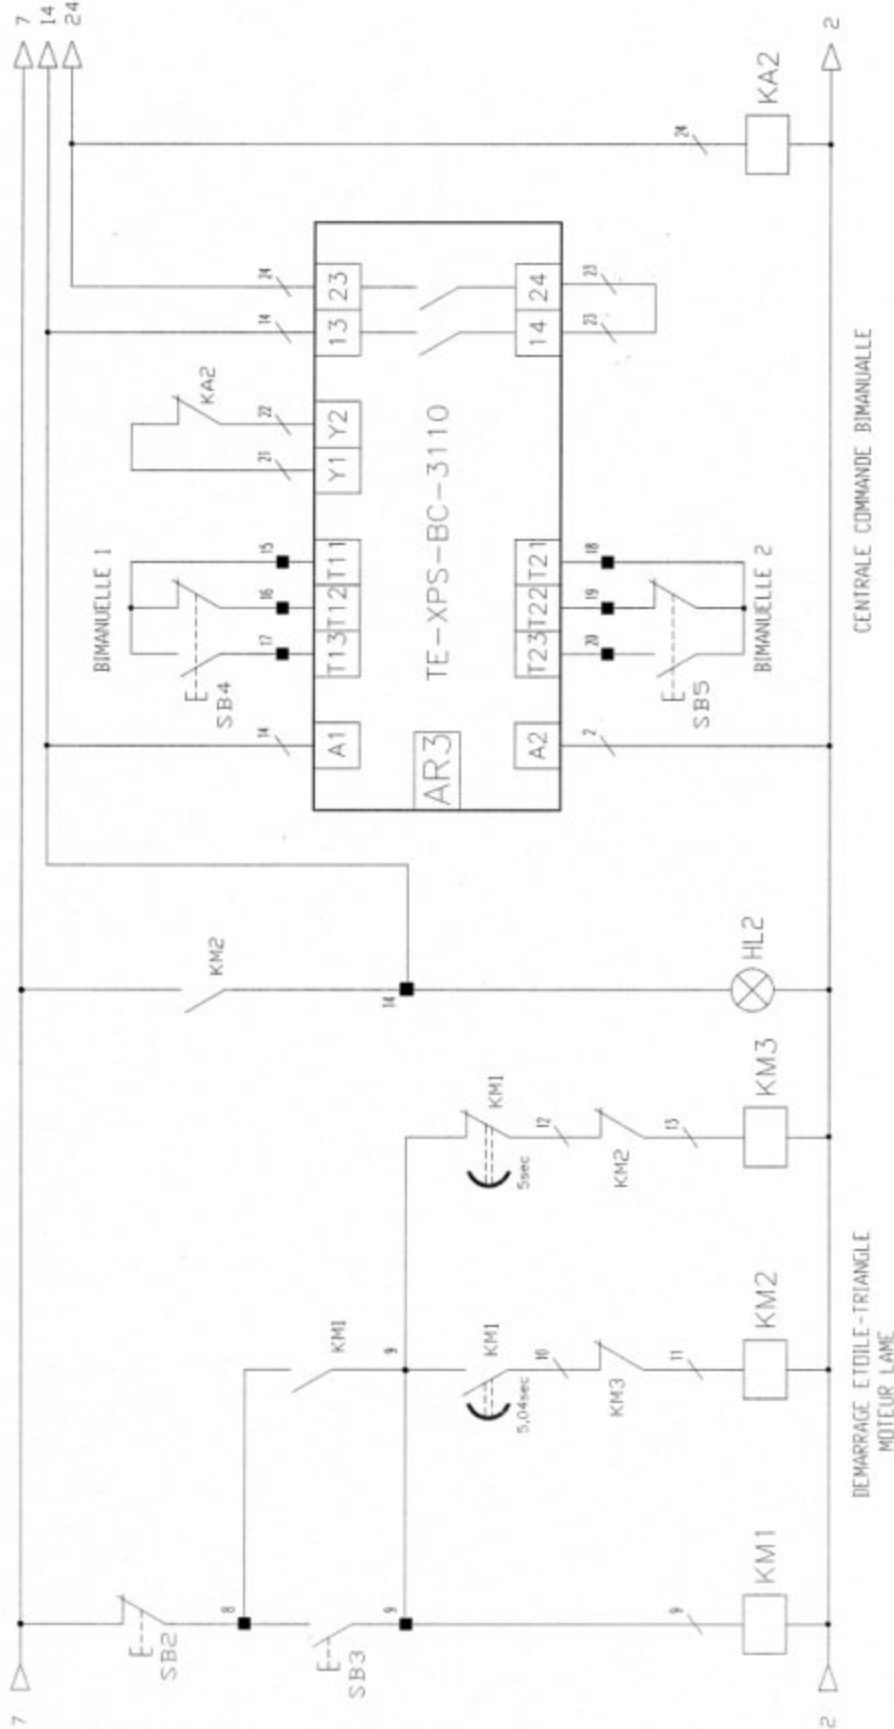 7
SB2
8
SB3
9
9
KM1
KM1
9
KM1
5,04sec
10
KM3
11
KM2
KM1
5sec
12
KM2
13
KM3
KM2
14
HL2
14
A1
AR3
A2
2
BIMANUELLE 1
SB4
17
16
15
T13
T12
T11
TE-XPS-BC-3110
T23
T22
T21
20
19
18
SB5
BIMANUELLE 2
KA2
21
22
Y1
Y2
14
24
13
23
14
24
23
23
24
KA2
7
14
24
2
2
DEMARRAGE ETOILE-TRIANGLE
MOTEUR LAME
CENTRALE COMMANDE BIMANUALLE